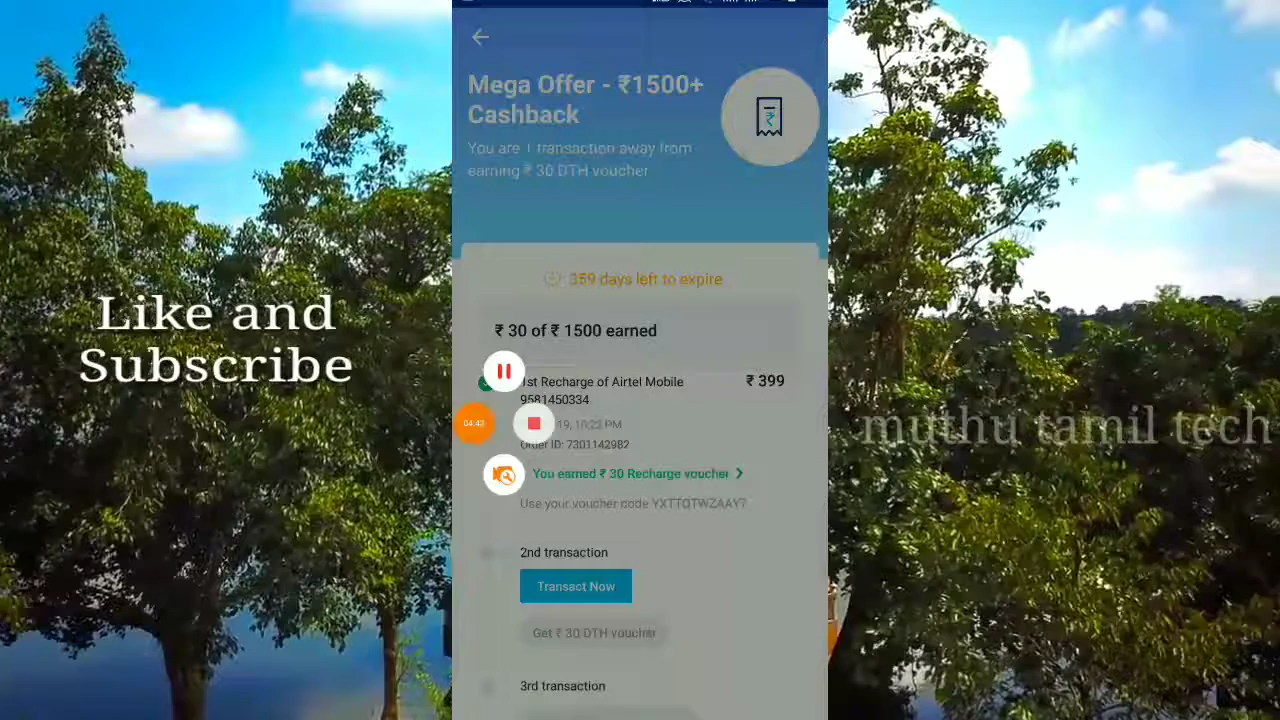 Like and
Subscribe
Mega Offer - ₹1500+
Cashback
You are 1 transaction away from
earning ₹ 30 DTH voucher
359 days left to expire
₹ 30 of ₹ 1500 earned
1st Recharge of Airtel Mobile
₹ 399
9581450334
04:43
19, 10:22 PM
Order ID: 7301142982
You earned ₹ 30 Recharge voucher
Use your voucher code YXTTQTWZAAY7
2nd transaction
Transact Now
Get ₹ 30 DTH voucher
3rd transaction
muthu tamil tech